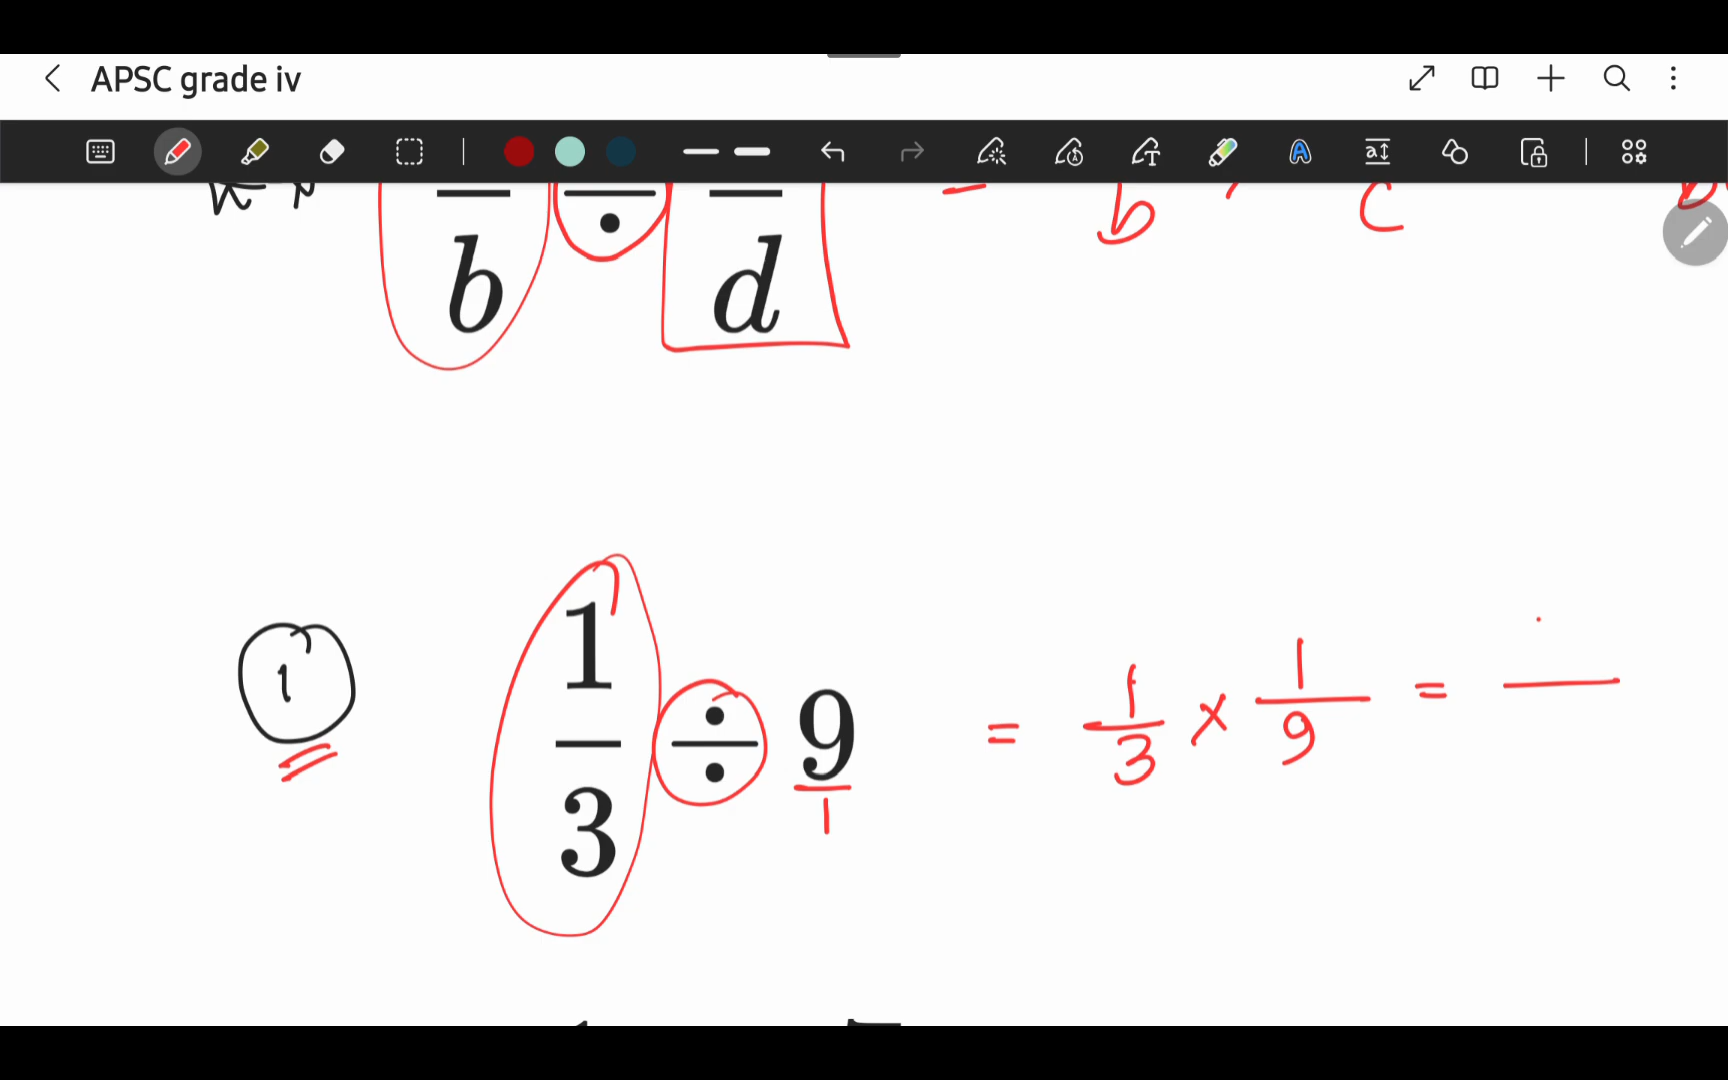 APSC grade iv
b ÷ d = b c
1 1/3 ÷ 9/1 = 1/3 × 1/9 =